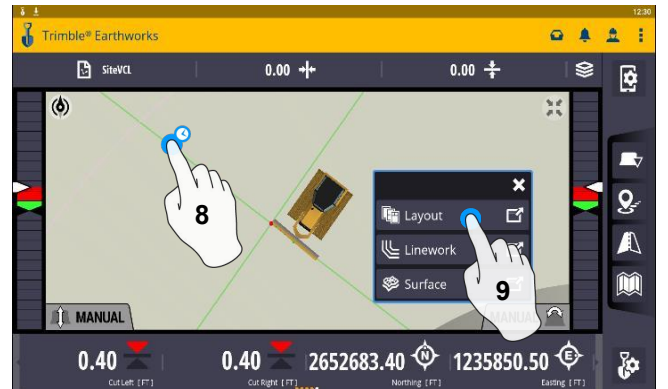 12:30
Trimble® Earthworks
SiteVCL 0.00 0.00
8
Layout
Linework
Surface
9
MANUAL MANUAL
0.40 0.40 2652683.40 N 1235850.50 E
Cut Left [FT] Cut Right [FT] Northing [FT] Easting [FT]